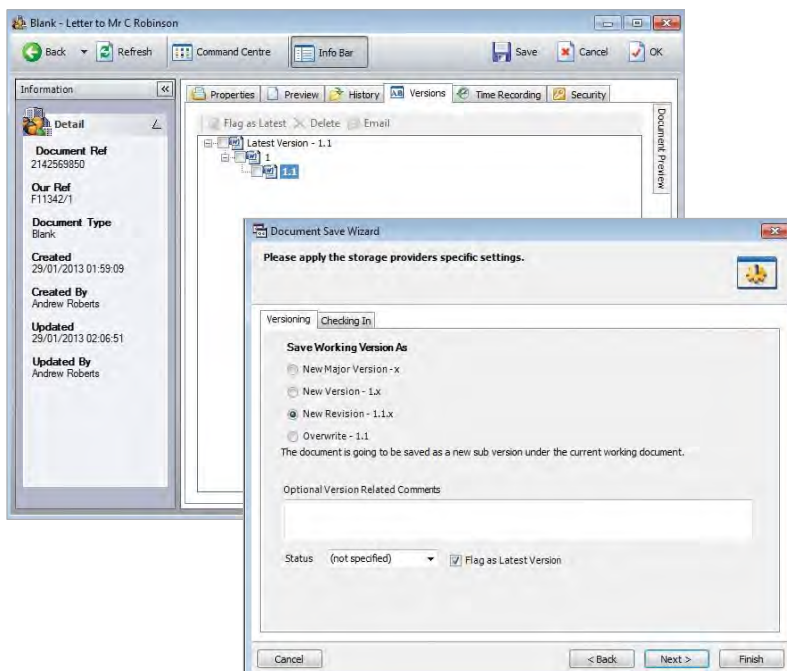 Blank - Letter to Mr C Robinson
Back Refresh Command Centre Info Bar Save Cancel OK
Information
Detail
Document Ref
2142569850
Our Ref
F11342/1
Document Type
Blank
Created
29/01/2013 01:59:09
Created By
Andrew Roberts
Updated
29/01/2013 02:06:51
Updated By
Andrew Roberts
Properties Preview History Versions Time Recording Security
Flag as Latest Delete Email
Latest Version - 1.1
1
1.1
Document Preview
Document Save Wizard
Please apply the storage providers specific settings.
Versioning Checking In
Save Working Version As
New Major Version -x
New Version - 1.x
New Revision - 1.1.x
Overwrite - 1.1
The document is going to be saved as a new sub version under the current working document.
Optional Version Related Comments
Status (not specified) Flag as Latest Version
Cancel < Back Next > Finish